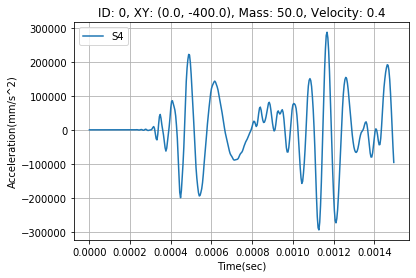 ID: 0, XY: (0.0, -400.0), Mass: 50.0, Velocity: 0.4
S4
Acceleration(mm/s^2)
300000
200000
100000
0
-100000
-200000
-300000
0.0000 0.0002 0.0004 0.0006 0.0008 0.0010 0.0012 0.0014
Time(sec)